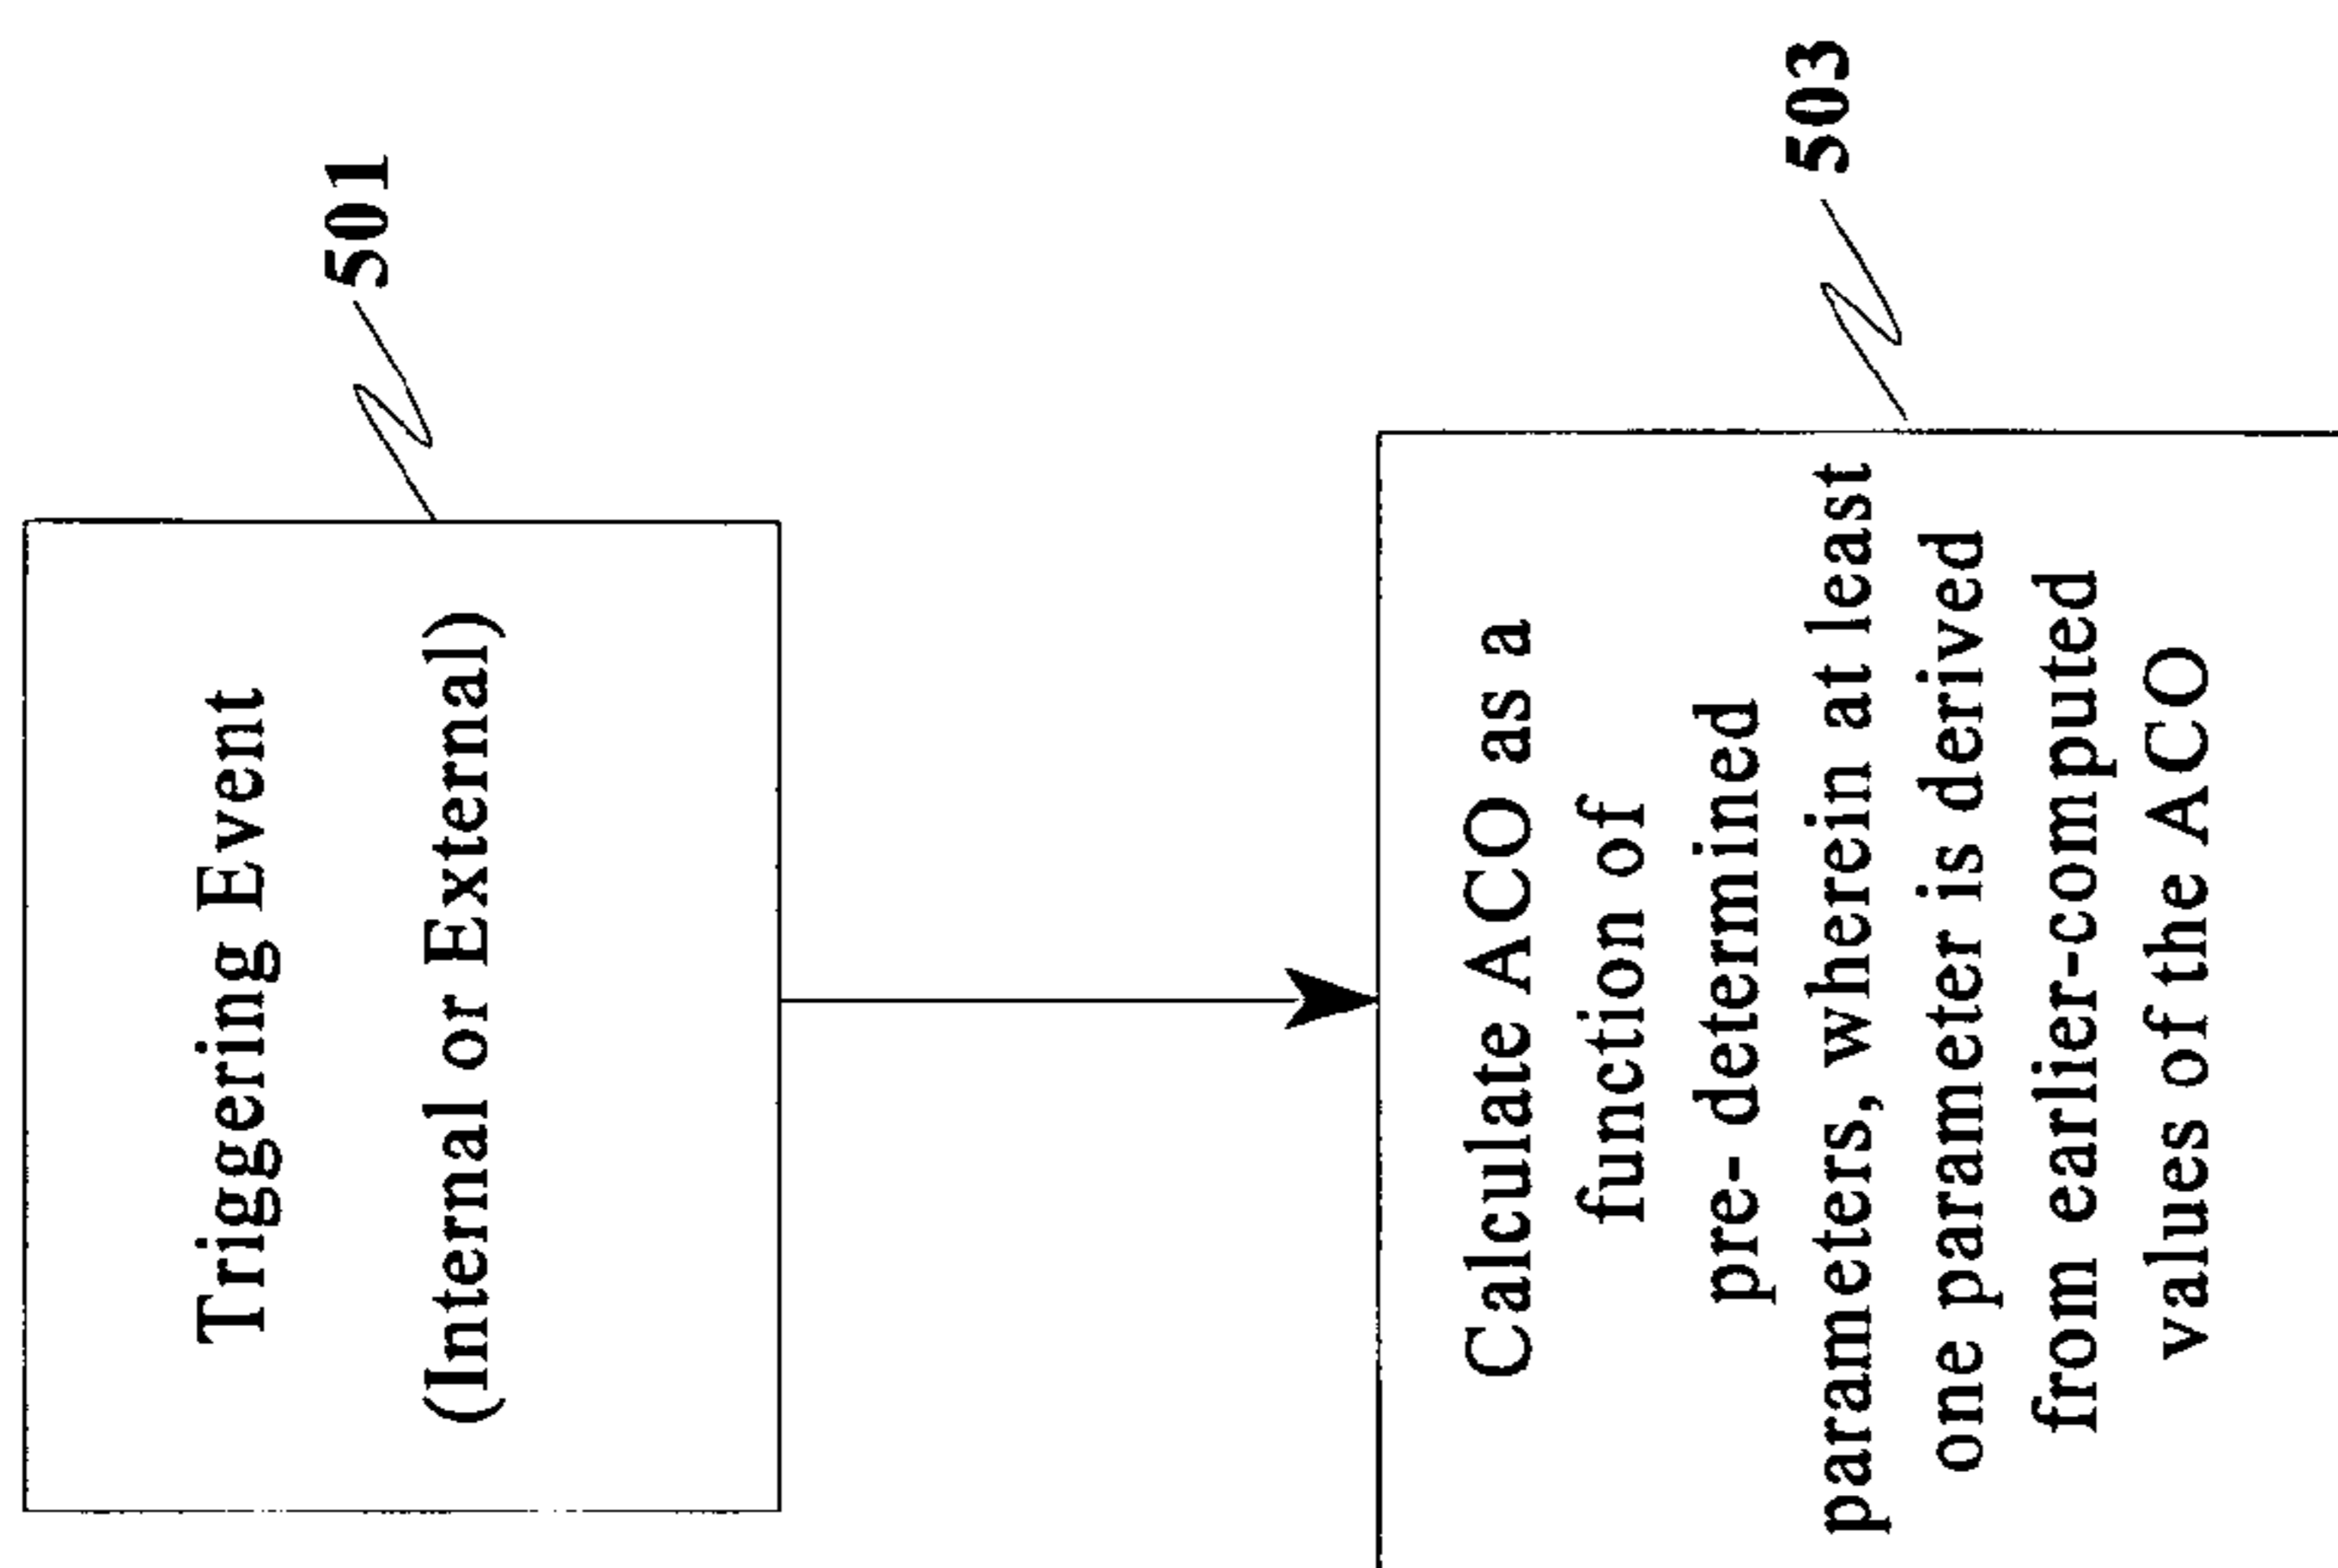 Triggering Event
(Internal or External)
501
Calculate ACO as a
function of
pre- determined
parameters, wherein at least
one parameter is derived
from earlier-computed
values of the ACO
503